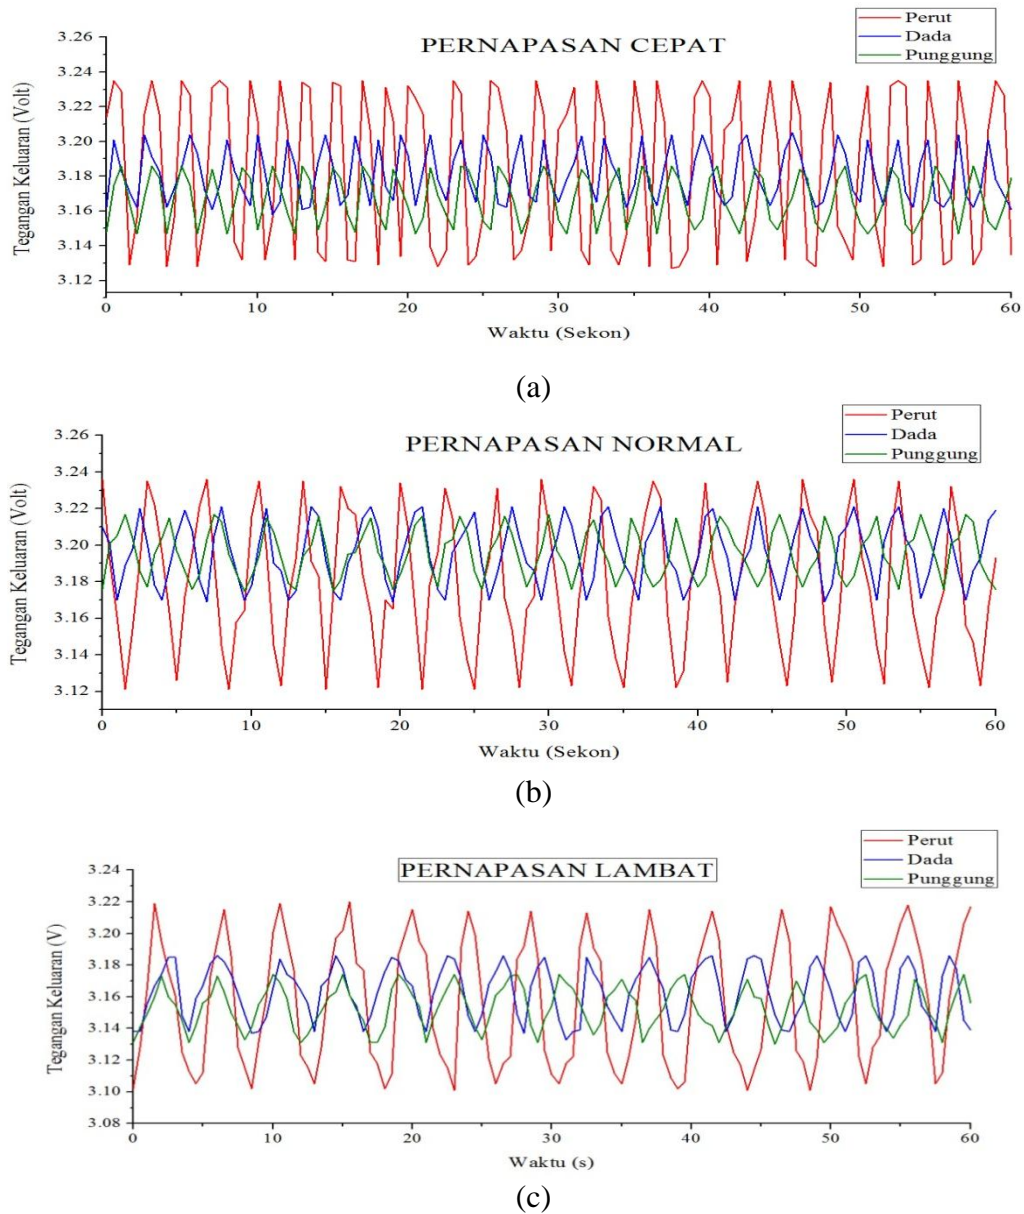 Perut
Dada
Punggung
PERNAPASAN CEPAT
3.26
3.24
3.22
3.20
3.18
3.16
3.14
3.12
Tegangan Keluaran (Volt)
0 10 20 30 40 50 60
Waktu (Sekon)
(a)
Perut
Dada
Punggung
PERNAPASAN NORMAL
3.26
3.24
3.22
3.20
3.18
3.16
3.14
3.12
Tegangan Keluaran (Volt)
0 10 20 30 40 50 60
Waktu (Sekon)
(b)
Perut
Dada
Punggung
PERNAPASAN LAMBAT
3.24
3.22
3.20
3.18
3.16
3.14
3.12
3.10
3.08
Tegangan Keluaran (V)
0 10 20 30 40 50 60
Waktu (s)
(c)